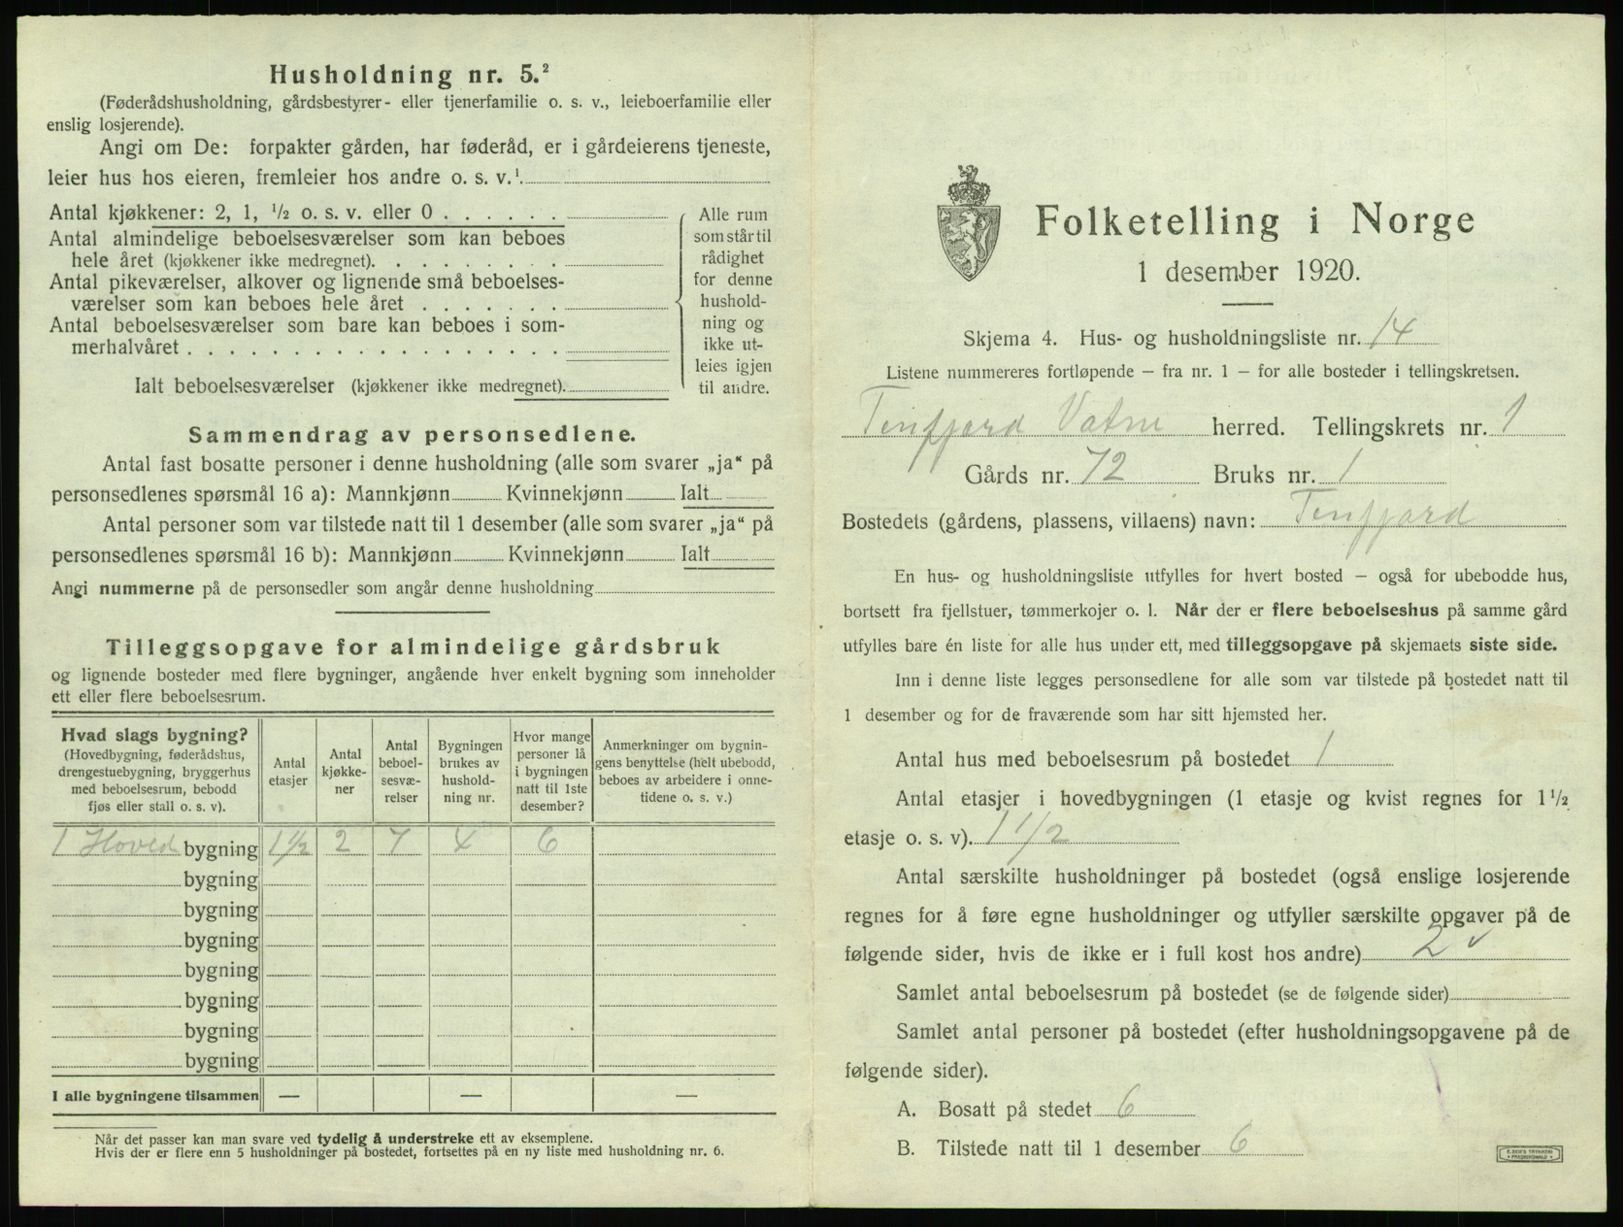 Husholdning nr. 5.²
(Føderådshusholdning, gårdsbestyrer- eller tjenerfamilie o. s. v., leieboerfamilie eller
enslig losjerende).
Angi om De: forpakter gården, har føderåd, er i gårdeierens tjeneste,
leier hus hos eieren, fremleier hos andre o. s. v.¹
Antal kjøkkener: 2, 1, ½ o. s. v. eller 0
Antal almindelige beboelsesværelser som kan beboes
hele året (kjøkkener ikke medregnet).
Antal pikeværelser, alkover og lignende små beboelses-
værelser som kan beboes hele året
Antal beboelsesværelser som bare kan beboes i som-
merhalvåret
Ialt beboelsesværelser (kjøkkener ikke medregnet).
Alle rum
som står til
rådighet
for denne
hushold-
ning og
ikke ut-
leies igjen
til andre.
Sammendrag av personsedlene.
Antal fast bosatte personer i denne husholdning (alle som svarer „ja“ på
personsedlenes spørsmål 16 a): Mannkjønn Kvinnekjønn Ialt
Antal personer som var tilstede natt til 1 desember (alle som svarer „ja“ på
personsedlenes spørsmål 16 b): Mannkjønn Kvinnekjønn Ialt
Angi nummerne på de personsedler som angår denne husholdning
Tilleggsopgave for almindelige gårdsbruk
og lignende bosteder med flere bygninger, angående hver enkelt bygning som inneholder
ett eller flere beboelsesrum.
Hvad slags bygning?
(Hovedbygning, føderådshus,
drengestuebygning, bryggerhus
med beboelsesrum, bebodd
fjøs eller stall o. s. v).
Antal
etasjer
Antal
kjøkke-
ner
Antal
beboel-
sesvæ-
relser
Bygningen
brukes av
hushold-
ning nr.
Hvor mange
personer lå
i bygningen
natt til 1ste
desember?
Anmerkninger om bygnin-
gens benyttelse (helt ubebodd,
beboes av arbeidere i onne-
tidene o. s. v.)
1 Hoved bygning 1½ 2 7 4 6
bygning
bygning
bygning
bygning
bygning
bygning
bygning
I alle bygningene tilsammen — — —
Når det passer kan man svare ved tydelig å understreke ett av eksemplene.
Hvis der er flere enn 5 husholdninger på bostedet, fortsettes på en ny liste med husholdning nr. 6.
Folketelling i Norge
1 desember 1920.
Skjema 4. Hus- og husholdningsliste nr. 14
Listene nummereres fortløpende — fra nr. 1 — for alle bosteder i tellingskretsen.
Tenfjord Vatne herred. Tellingskrets nr. 1
Gårds nr. 72 Bruks nr. 1
Bostedets (gårdens, plassens, villaens) navn: Tenfjord
En hus- og husholdningsliste utfylles for hvert bosted — også for ubebodde hus,
bortsett fra fjellstuer, tømmerkojer o. l. Når der er flere beboelseshus på samme gård
utfylles bare én liste for alle hus under ett, med tilleggsopgave på skjemaets siste side.
Inn i denne liste legges personsedlene for alle som var tilstede på bostedet natt til
1 desember og for de fraværende som har sitt hjemsted her.
Antal hus med beboelsesrum på bostedet 1
Antal etasjer i hovedbygningen (1 etasje og kvist regnes for 1½
etasje o. s. v). 1 1/2
Antal særskilte husholdninger på bostedet (også enslige losjerende
regnes for å føre egne husholdninger og utfyller særskilte opgaver på de
følgende sider, hvis de ikke er i full kost hos andre) 2 ✓
Samlet antal beboelsesrum på bostedet (se de følgende sider)
Samlet antal personer på bostedet (efter husholdningsopgavene på de
følgende sider).
A. Bosatt på stedet 6
B. Tilstede natt til 1 desember 6